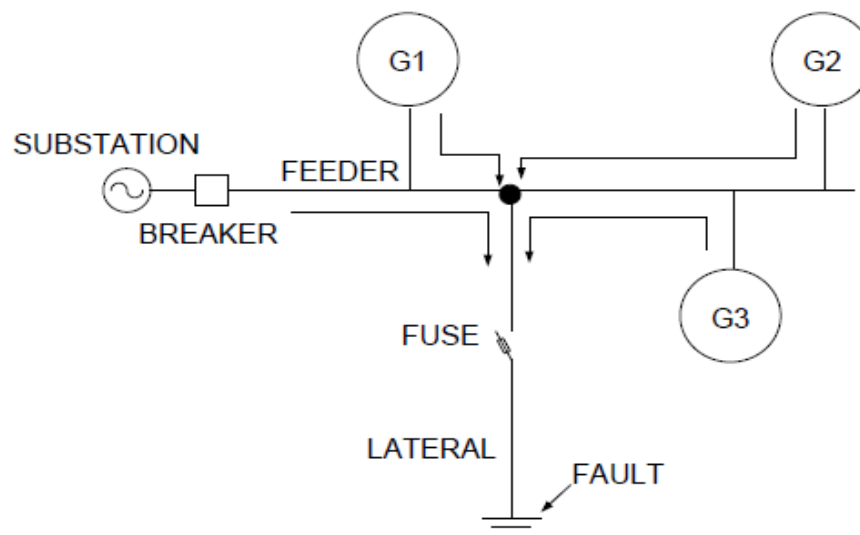 G1
G2
SUBSTATION
FEEDER
BREAKER
G3
FUSE
LATERAL
FAULT